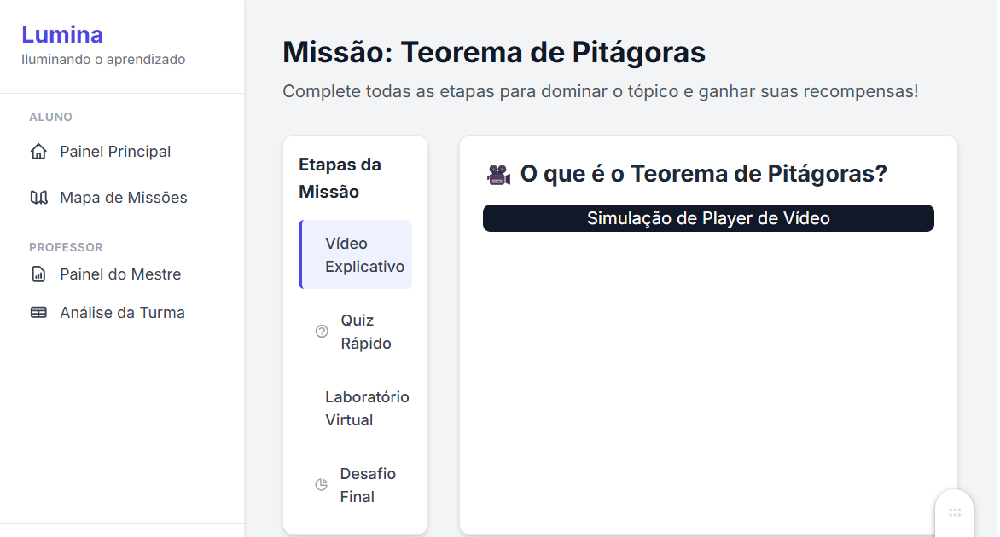 Lumina
Iluminando o aprendizado
ALUNO
Painel Principal
Mapa de Missões
PROFESSOR
Painel do Mestre
Análise da Turma
Missão: Teorema de Pitágoras
Complete todas as etapas para dominar o tópico e ganhar suas recompensas!
Etapas da
Missão
Vídeo
Explicativo
Quiz
Rápido
Laboratório
Virtual
Desafio
Final
O que é o Teorema de Pitágoras?
Simulação de Player de Vídeo